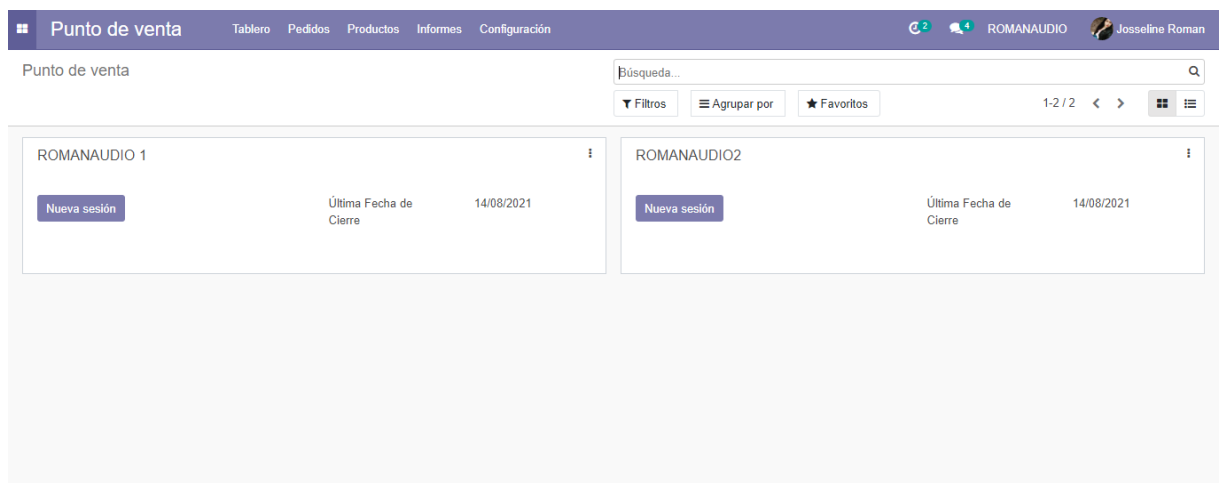 Punto de venta Tablero Pedidos Productos Informes Configuración 2 4 ROMANAUDIO Josseline Roman
Punto de venta
Búsqueda...
Filtros Agrupar por Favoritos 1-2 / 2
ROMANAUDIO 1
Nueva sesión
Última Fecha de
Cierre
14/08/2021
ROMANAUDIO2
Nueva sesión
Última Fecha de
Cierre
14/08/2021